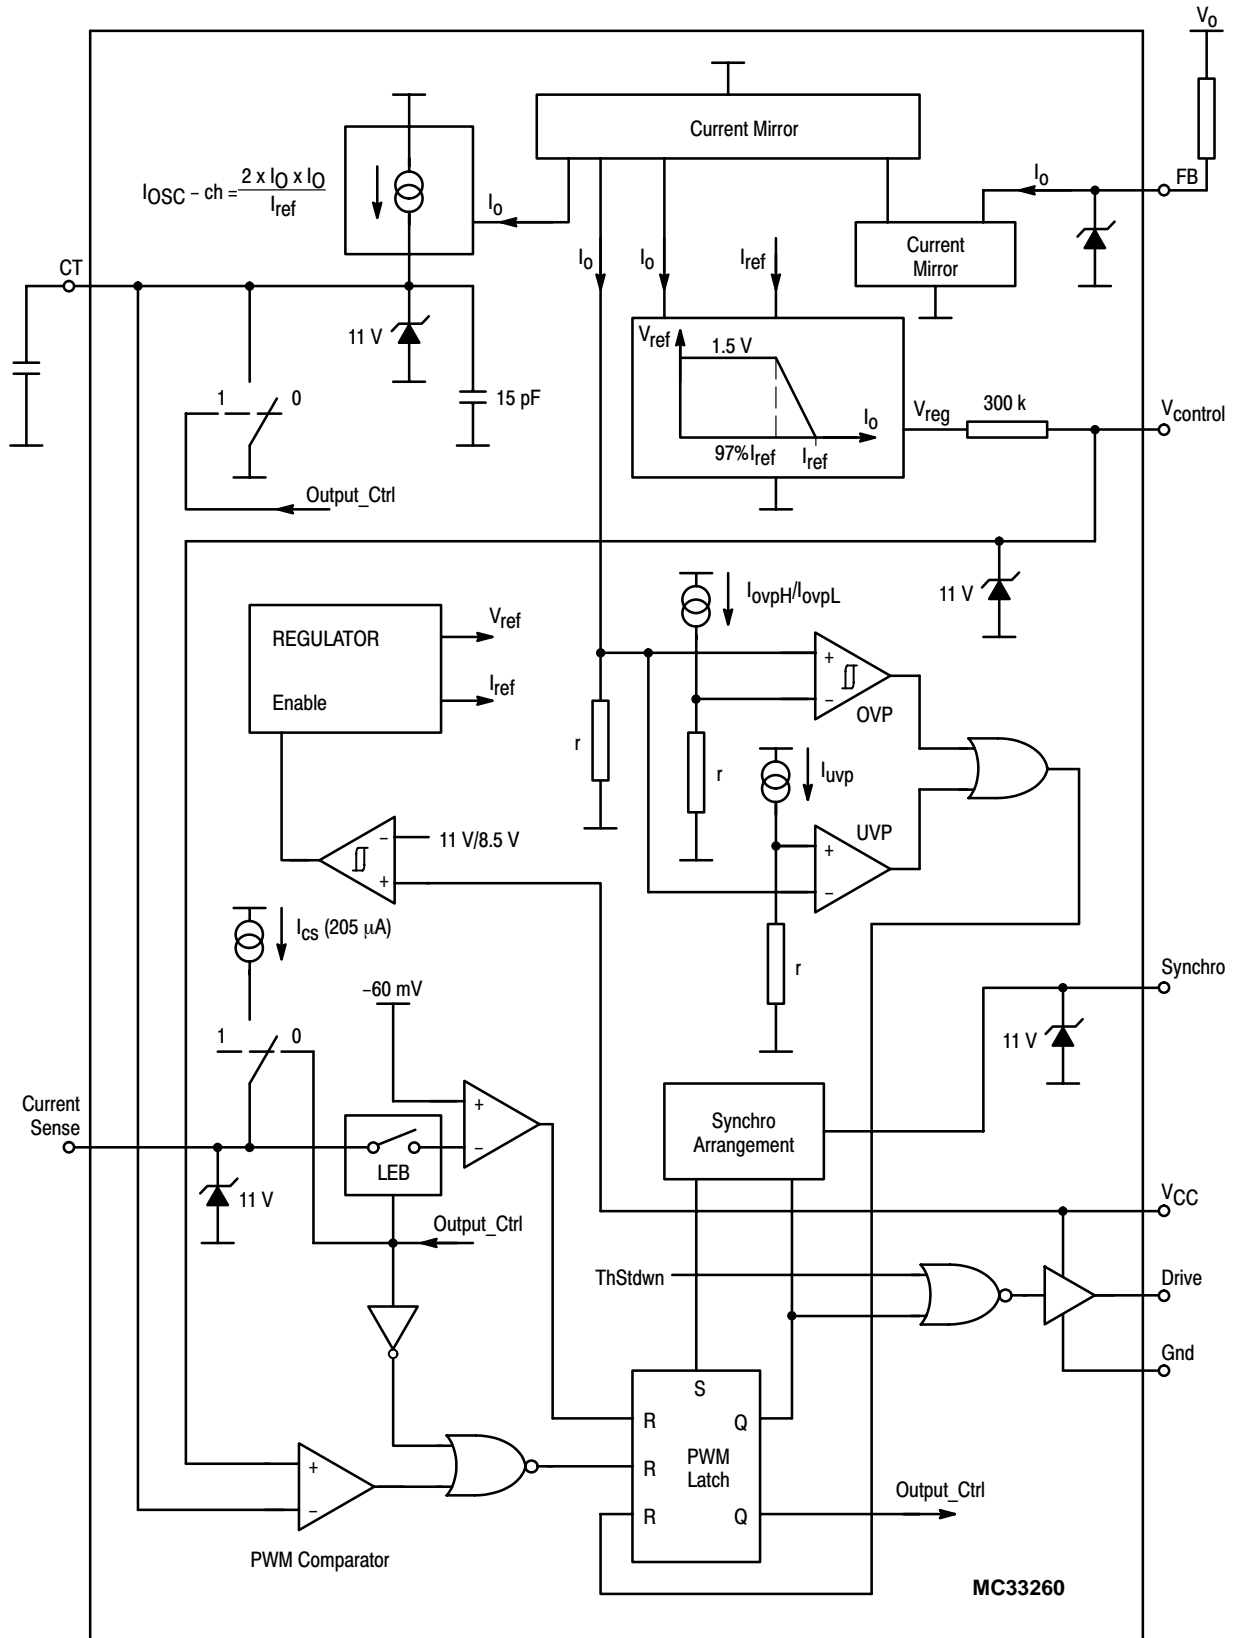 Vo
Current Mirror
IOSC – ch = 2 x IO x IO
Iref
Io
Io
FB
Current
Mirror
CT
Io
Io
Iref
11 V
Vref
1.5 V
1
0
15 pF
Io
97%Iref
Iref
Vreg
300 k
Vcontrol
Output_Ctrl
11 V
IovpH/IovpL
REGULATOR
Vref
Enable
Iref
+
–
OVP
r
r
Iuvp
UVP
+
–
11 V/8.5 V
–
+
r
Ics (205 µA)
–60 mV
Synchro
11 V
1
0
Current
Sense
+
–
LEB
Synchro
Arrangement
11 V
Output_Ctrl
VCC
ThStdwn
Drive
Gnd
S
R
Q
PWM
Latch
R
R
Q
Output_Ctrl
+
–
PWM Comparator
MC33260